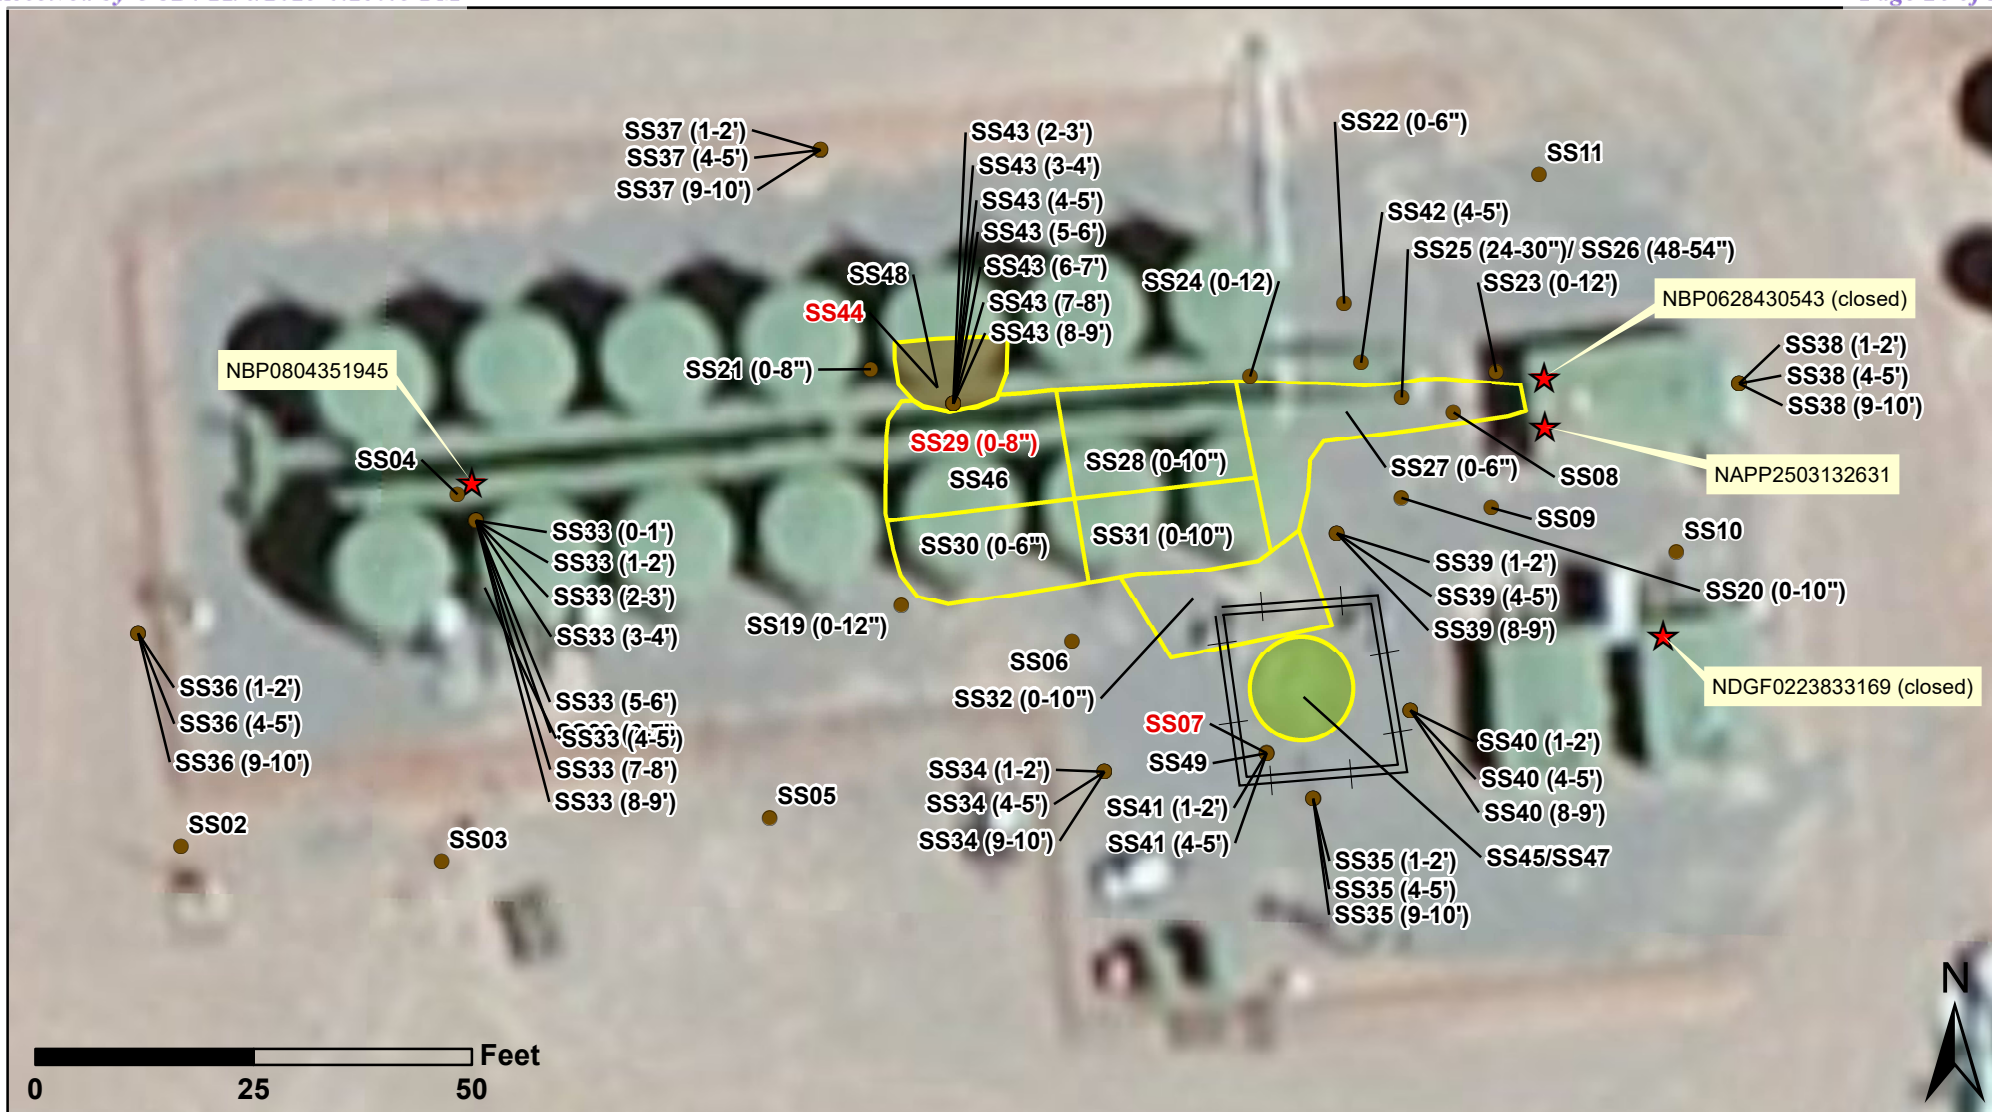 SS37 (1-2')
SS37 (4-5')
SS37 (9-10')
SS43 (2-3')
SS43 (3-4')
SS43 (4-5')
SS43 (5-6')
SS43 (6-7')
SS43 (7-8')
SS43 (8-9')
SS22 (0-6")
SS11
SS42 (4-5')
SS25 (24-30")/ SS26 (48-54")
SS23 (0-12')
SS24 (0-12)
SS48
SS44
SS21 (0-8")
NBP0628430543 (closed)
SS38 (1-2')
SS38 (4-5')
SS38 (9-10')
NBP0804351945
SS04
SS29 (0-8")
SS46
SS28 (0-10")
SS30 (0-6")
SS31 (0-10")
SS27 (0-6")
SS08
NAPP2503132631
SS09
SS10
SS33 (0-1')
SS33 (1-2')
SS33 (2-3')
SS33 (3-4')
SS33 (5-6')
SS33 (4-5')
SS33 (7-8')
SS33 (8-9')
SS39 (1-2')
SS39 (4-5')
SS39 (8-9')
SS20 (0-10")
SS19 (0-12")
SS06
SS32 (0-10")
SS07
SS49
NDGF0223833169 (closed)
SS36 (1-2')
SS36 (4-5')
SS36 (9-10')
SS34 (1-2')
SS34 (4-5')
SS34 (9-10')
SS41 (1-2')
SS41 (4-5')
SS40 (1-2')
SS40 (4-5')
SS40 (8-9')
SS45/SS47
SS05
SS02
SS03
SS35 (1-2')
SS35 (4-5')
SS35 (9-10')
N
Feet
0 25 50